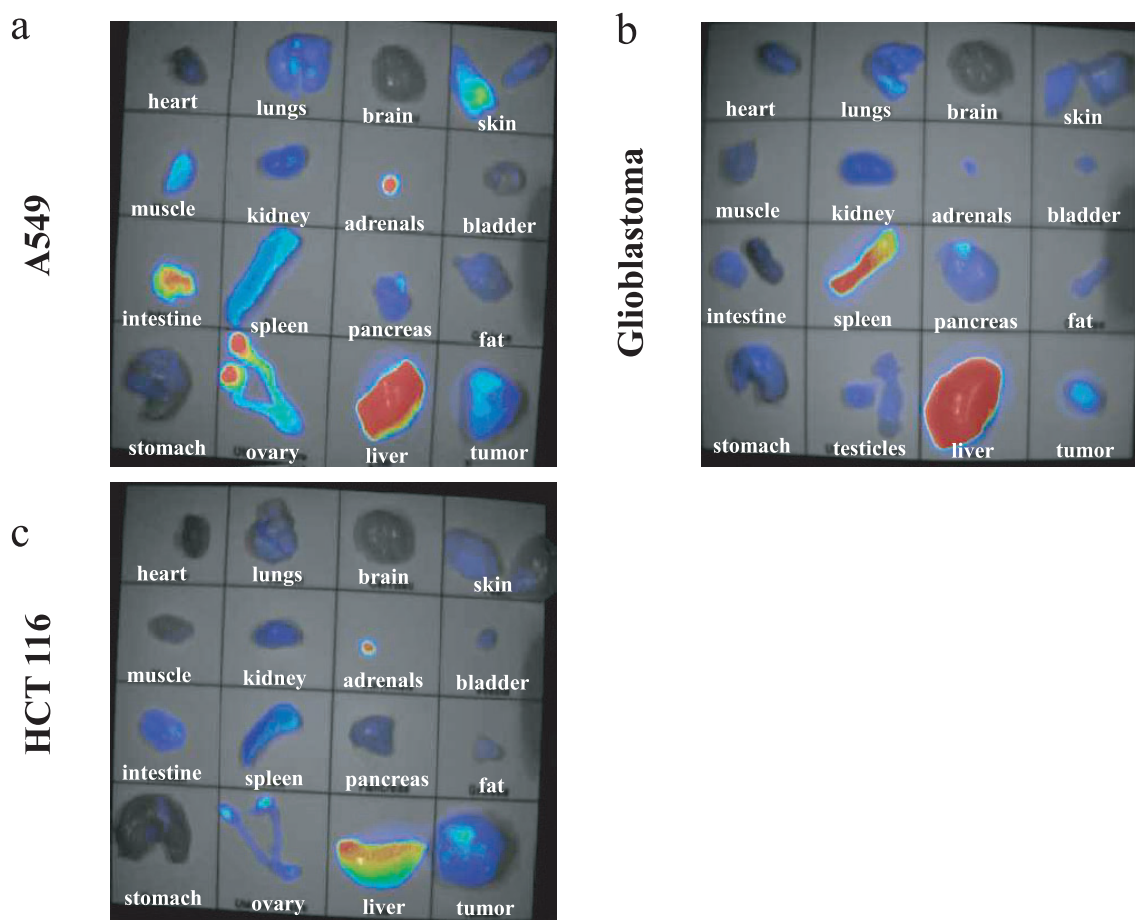 a
A549
heart lungs brain skin
muscle kidney adrenals bladder
intestine spleen pancreas fat
stomach ovary liver tumor
b
Glioblastoma
heart lungs brain skin
muscle kidney adrenals bladder
intestine spleen pancreas fat
stomach testicles liver tumor
c
HCT 116
heart lungs brain skin
muscle kidney adrenals bladder
intestine spleen pancreas fat
stomach ovary liver tumor